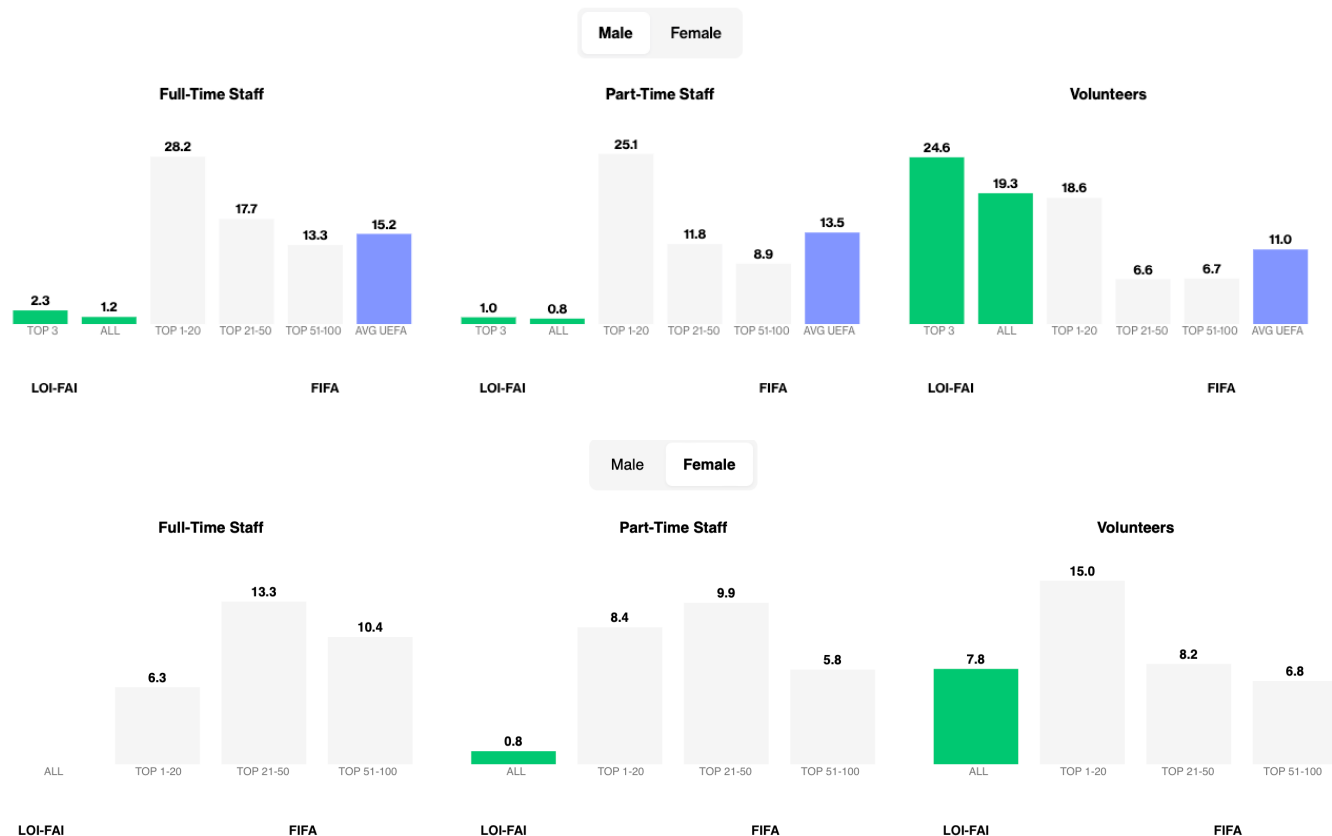 Male Female
Full-Time Staff Part-Time Staff Volunteers
28.2 25.1 24.6
19.3 18.6
17.7 13.3 15.2 11.8 8.9 13.5 6.6 6.7 11.0
2.3 1.2 1.0 0.8
TOP 3 ALL TOP 1-20 TOP 21-50 TOP 51-100 AVG UEFA TOP 3 ALL TOP 1-20 TOP 21-50 TOP 51-100 AVG UEFA TOP 3 ALL TOP 1-20 TOP 21-50 TOP 51-100 AVG UEFA
LOI-FAI FIFA LOI-FAI FIFA LOI-FAI FIFA
Male Female
Full-Time Staff Part-Time Staff Volunteers
15.0
13.3 9.9
6.3 10.4 8.4 5.8 7.8 8.2 6.8
0.8
ALL TOP 1-20 TOP 21-50 TOP 51-100 ALL TOP 1-20 TOP 21-50 TOP 51-100 ALL TOP 1-20 TOP 21-50 TOP 51-100
LOI-FAI FIFA LOI-FAI FIFA LOI-FAI FIFA